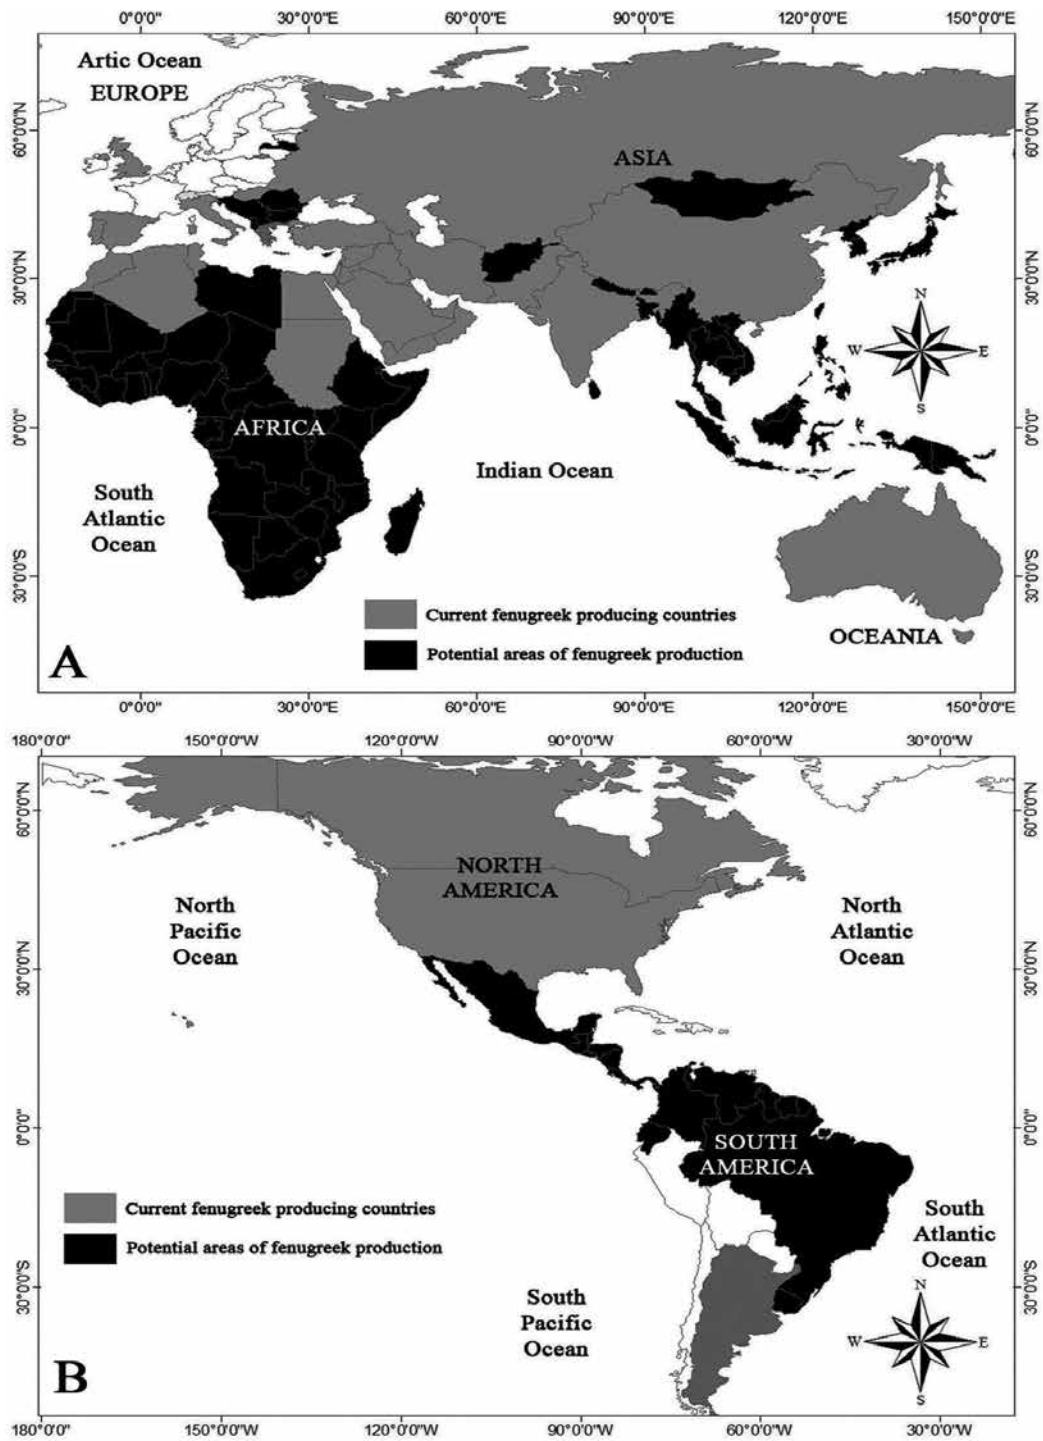 0°0'0" 30°0'0"E 60°0'0"E 90°0'0"E 120°0'0"E 150°0'0"E
Artic Ocean
EUROPE
60°0'0"N
60°0'0"N
ASIA
30°0'0"N
30°0'0"N
N
W E
S
AFRICA
0°0'0"
0°0'0"
Indian Ocean
South
Atlantic
Ocean
30°0'0"S
30°0'0"S
Current fenugreek producing countries
OCEANIA
Potential areas of fenugreek production
A
0°0'0" 30°0'0"E 60°0'0"E 90°0'0"E 120°0'0"E 150°0'0"E
180°0'0" 150°0'0"W 120°0'0"W 90°0'0"W 60°0'0"W 30°0'0"W
60°0'0"N
60°0'0"N
NORTH
AMERICA
North
Pacific
Ocean
North
Atlantic
Ocean
30°0'0"N
30°0'0"N
0°0'0"
0°0'0"
SOUTH
AMERICA
Current fenugreek producing countries
Potential areas of fenugreek production
South
Atlantic
Ocean
30°0'0"S
30°0'0"S
South
Pacific
Ocean
N
W E
S
B
180°0'0" 150°0'0"W 120°0'0"W 90°0'0"W 60°0'0"W 30°0'0"W